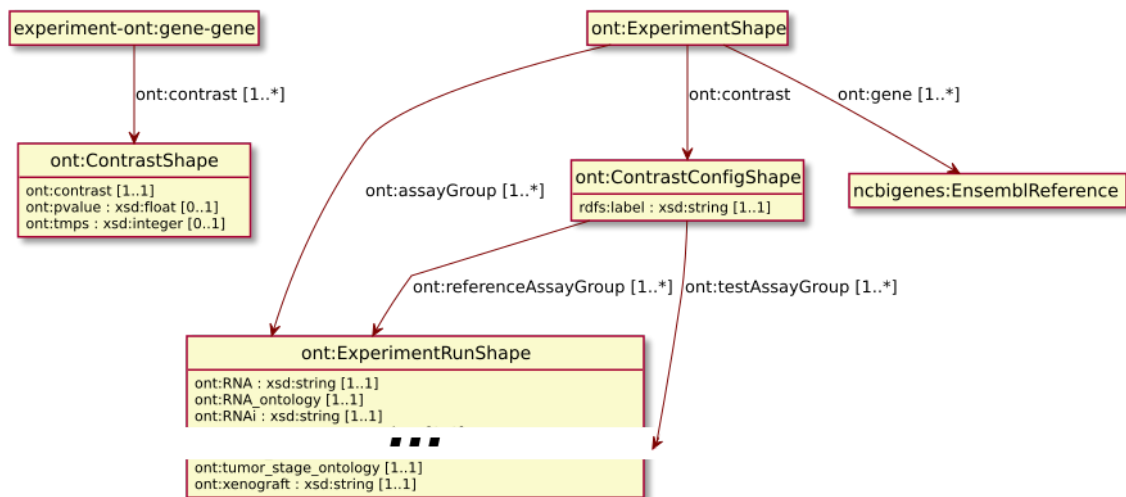 experiment-ont:gene-gene
ont:ExperimentShape
ont:contrast [1..*]
ont:contrast
ont:gene [1..*]
ont:ContrastShape
ont:contrast [1..1]
ont:pvalue : xsd:float [0..1]
ont:tmps : xsd:integer [0..1]
ont:assayGroup [1..*]
ont:ContrastConfigShape
rdfs:label : xsd:string [1..1]
ncbigenes:EnsemblReference
ont:referenceAssayGroup [1..*]
ont:testAssayGroup [1..*]
ont:ExperimentRunShape
ont:RNA : xsd:string [1..1]
ont:RNA_ontology [1..1]
ont:RNAi : xsd:string [1..1]
...
ont:tumor_stage_ontology [1..1]
ont:xenograft : xsd:string [1..1]